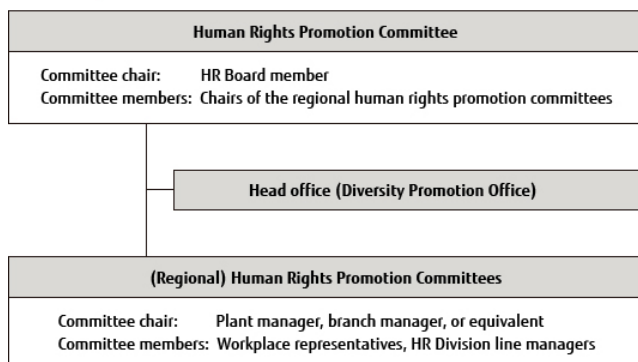 Human Rights Promotion Committee
Committee chair: HR Board member
Committee members: Chairs of the regional human rights promotion committees
Head office (Diversity Promotion Office)
(Regional) Human Rights Promotion Committees
Committee chair: Plant manager, branch manager, or equivalent
Committee members: Workplace representatives, HR Division line managers